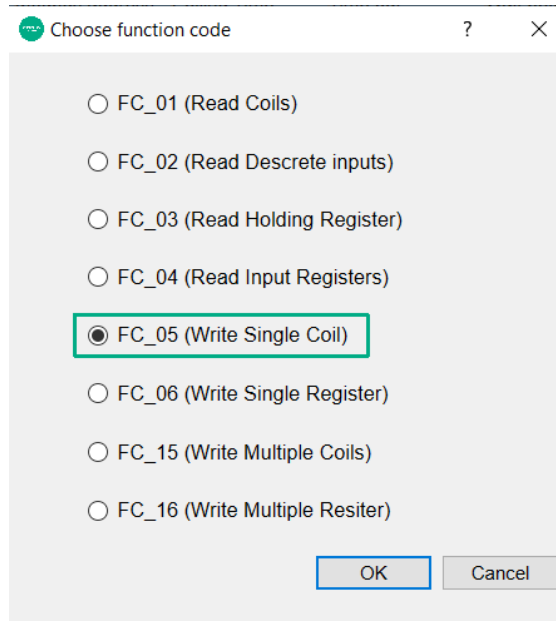 Choose function code
?
FC_01 (Read Coils)
FC_02 (Read Descrete inputs)
FC_03 (Read Holding Register)
FC_04 (Read Input Registers)
FC_05 (Write Single Coil)
FC_06 (Write Single Register)
FC_15 (Write Multiple Coils)
FC_16 (Write Multiple Resiter)
OK
Cancel